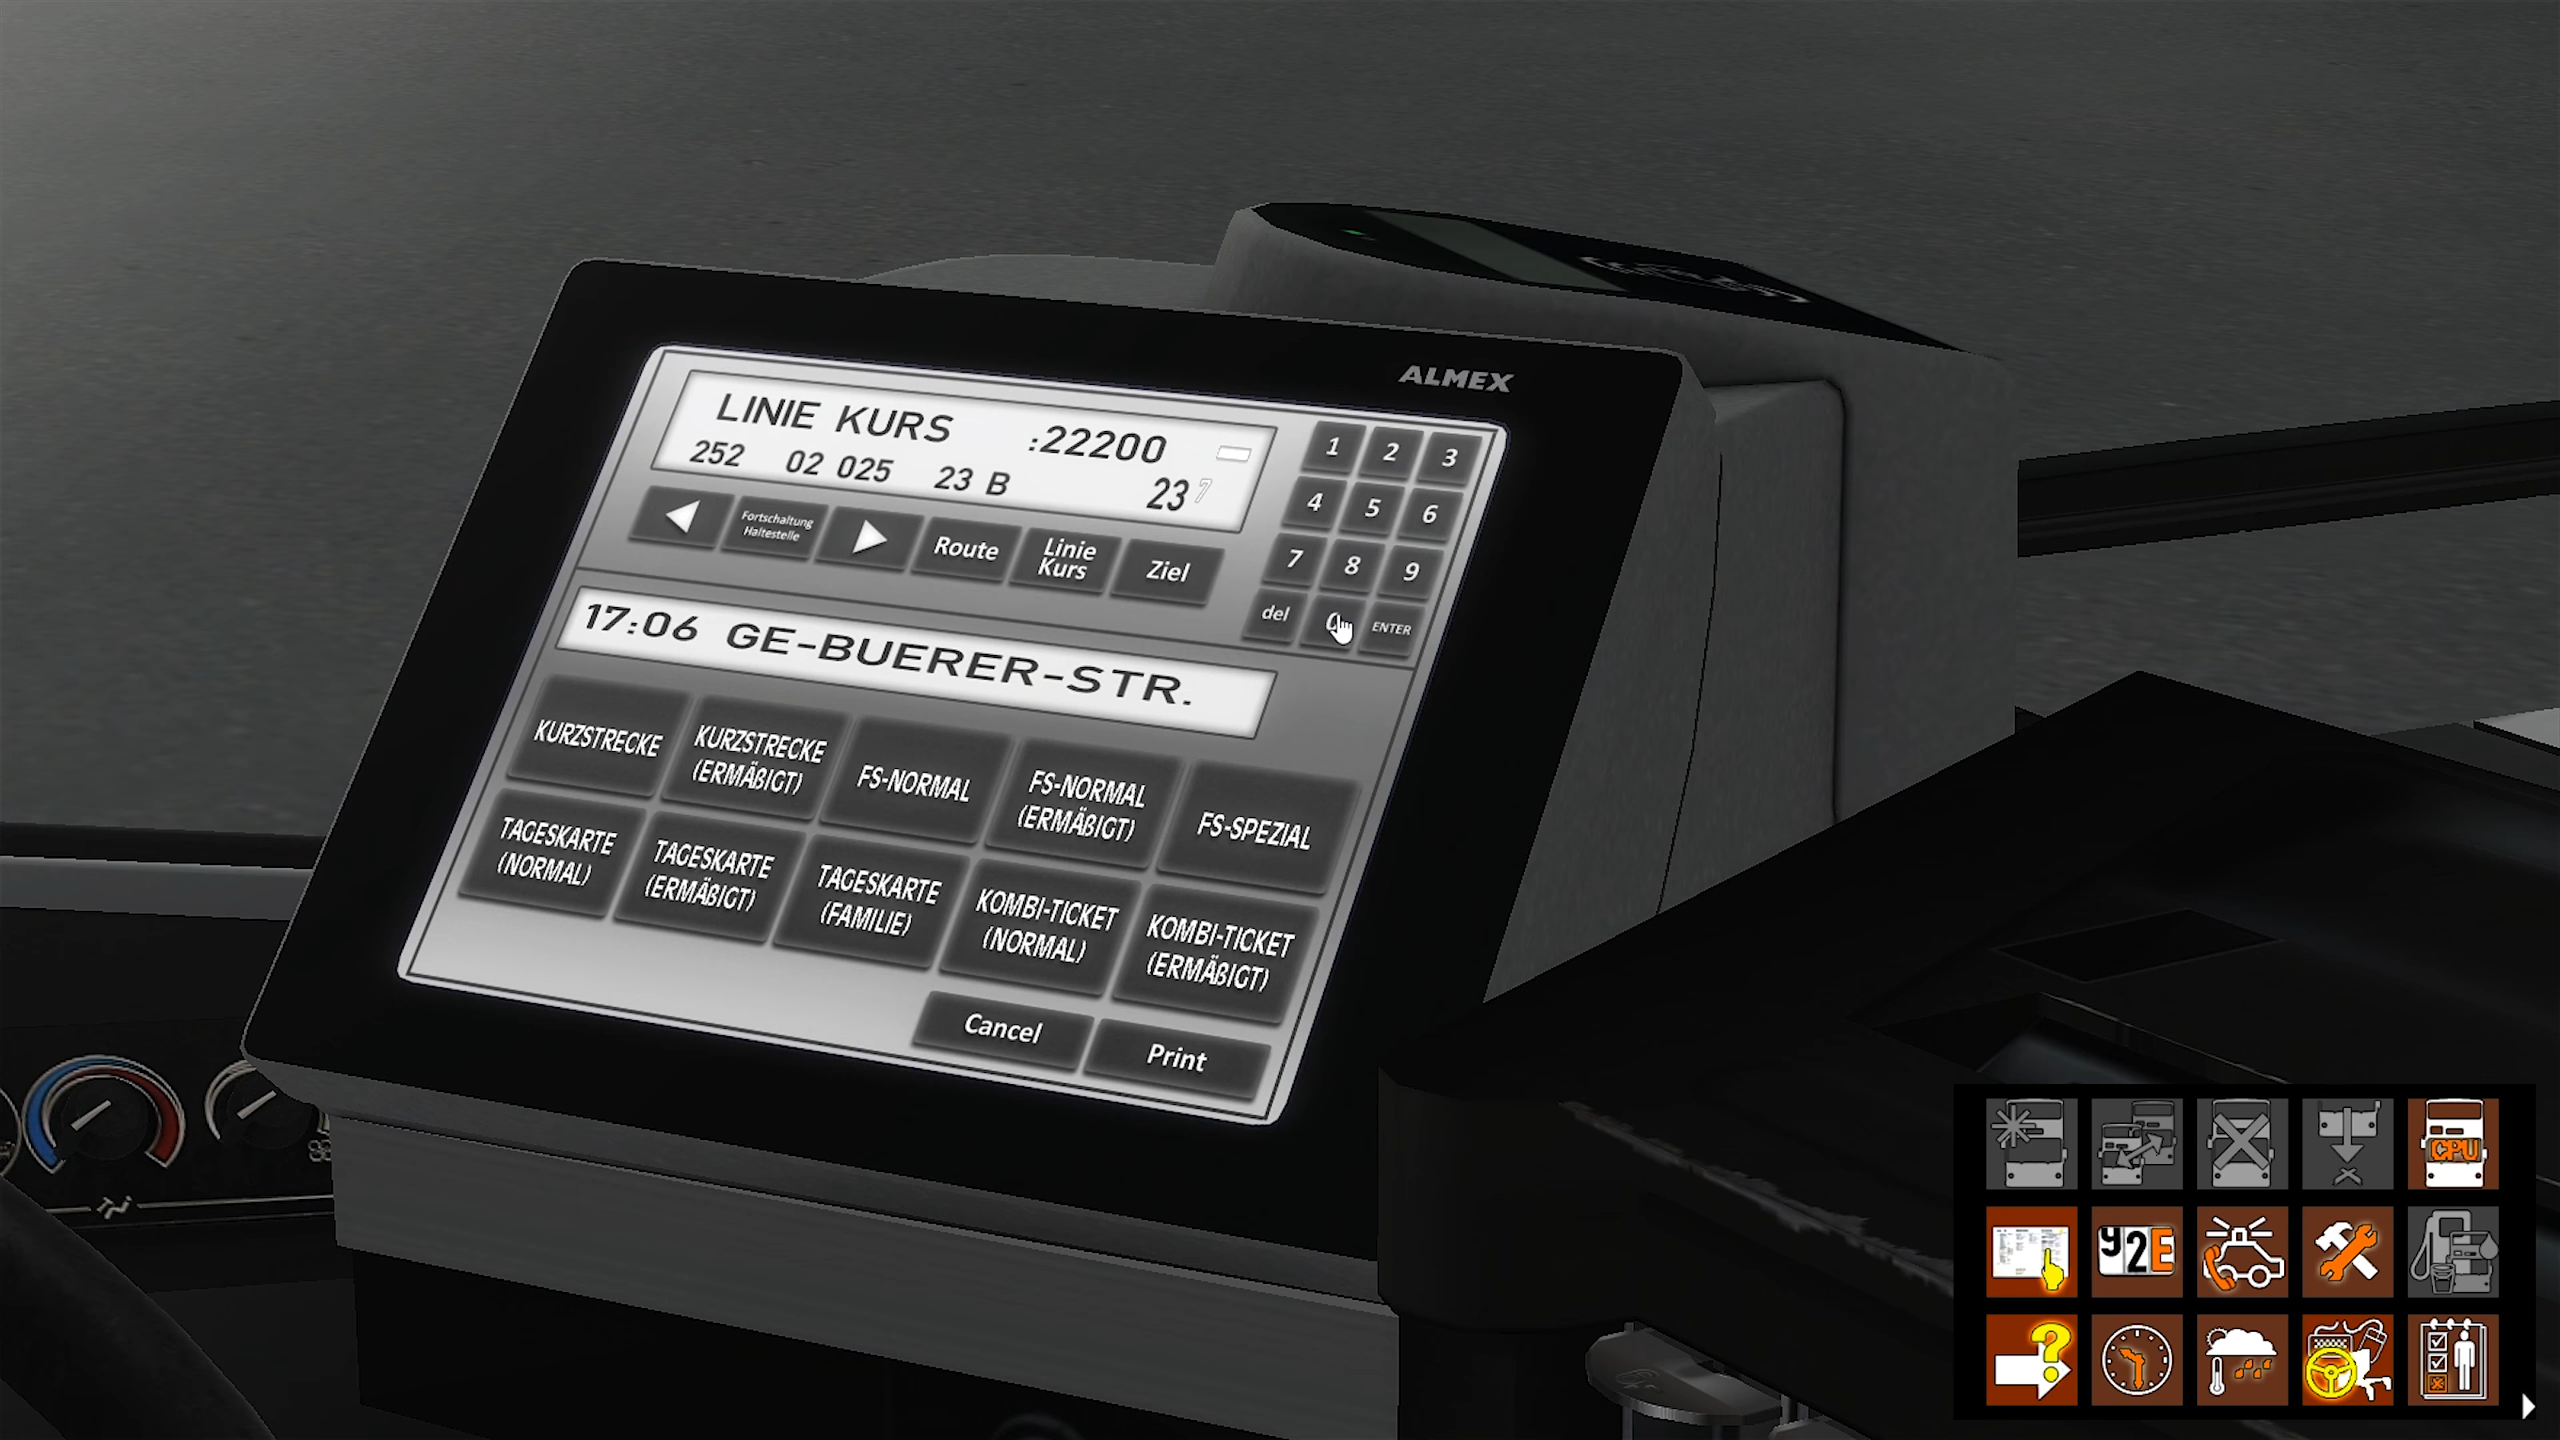 ALMEX
LINIE KURS :22200
252 02 025 23 B 23 7
1 2 3
4 5 6
7 8 9
del 0 ENTER
Fortschaltung
Haltestelle
Route
Linie
Kurs
Ziel
17:06 GE-BUERER-STR.
KURZSTRECKE
KURZSTRECKE
(ERMÄßIGT)
FS-NORMAL
FS-NORMAL
(ERMÄßIGT)
FS-SPEZIAL
TAGESKARTE
(NORMAL)
TAGESKARTE
(ERMÄßIGT)
TAGESKARTE
(FAMILIE)
KOMBI-TICKET
(NORMAL)
KOMBI-TICKET
(ERMÄßIGT)
Cancel
Print
CPU
92E
?